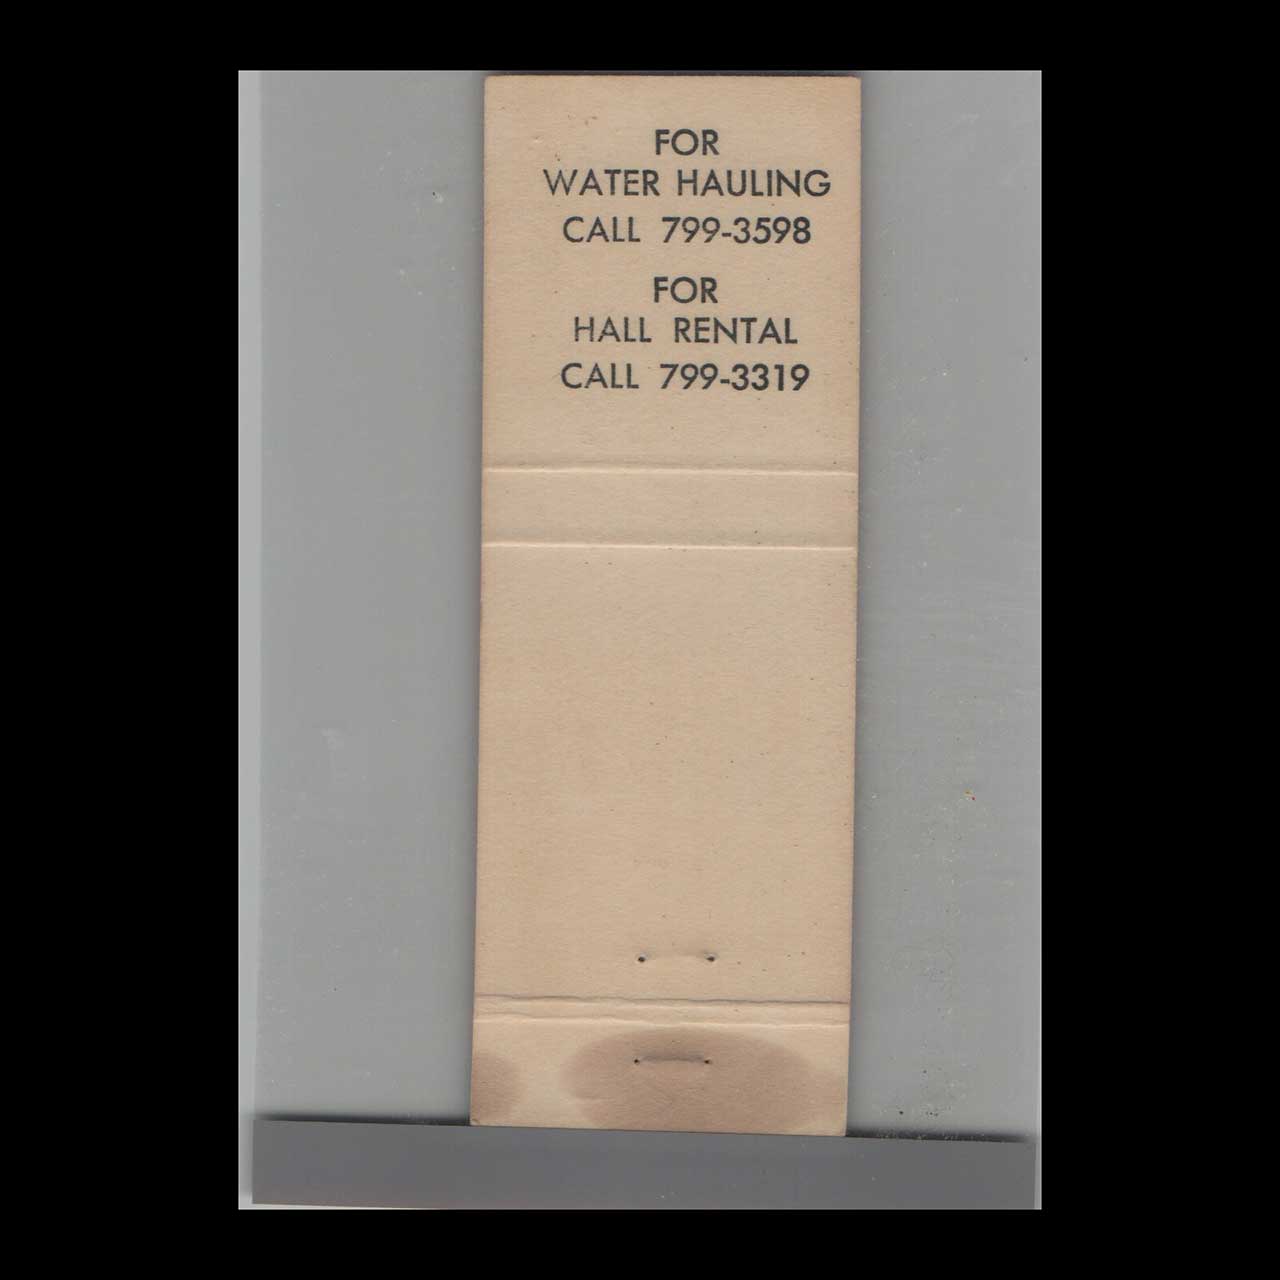 FOR
WATER HAULING
CALL 799-3598
FOR
HALL RENTAL
CALL 799-3319